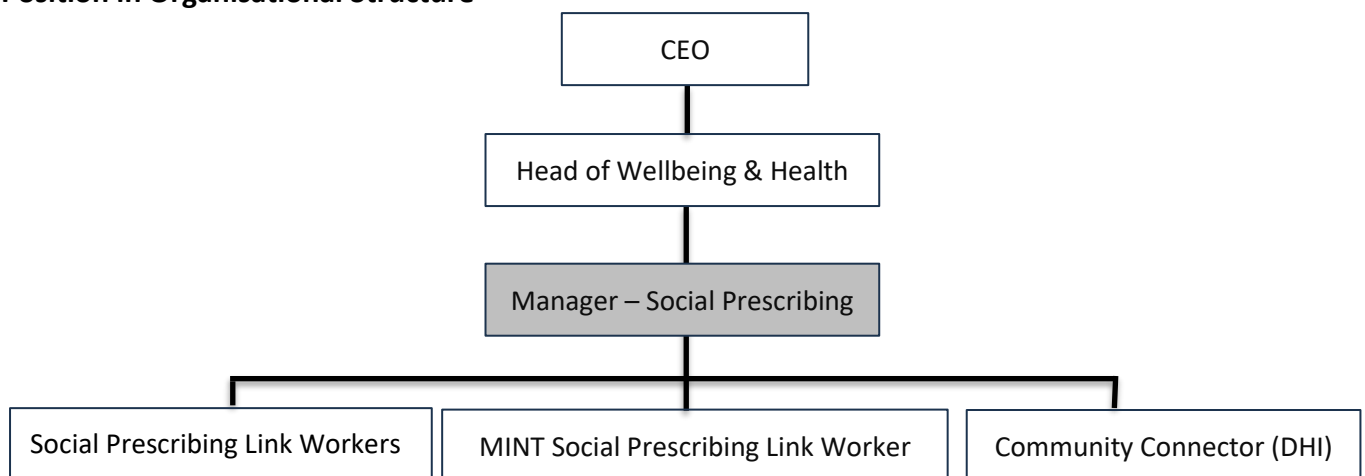 Position in Organisational Structure
CEO
Head of Wellbeing & Health
Manager – Social Prescribing
Social Prescribing Link Workers
MINT Social Prescribing Link Worker
Community Connector (DHI)